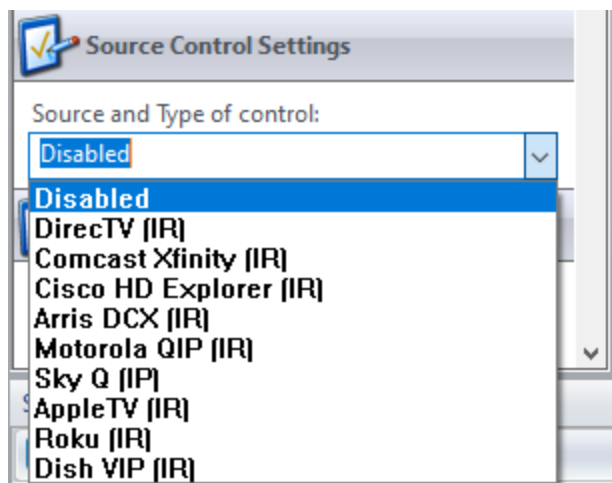 Source Control Settings
Source and Type of control:
Disabled
Disabled
DirecTV (IR)
Comcast Xfinity (IR)
Cisco HD Explorer (IR)
Arris DCX (IR)
Motorola QIP (IR)
Sky Q (IP)
AppleTV (IR)
Roku (IR)
Dish VIP (IR)